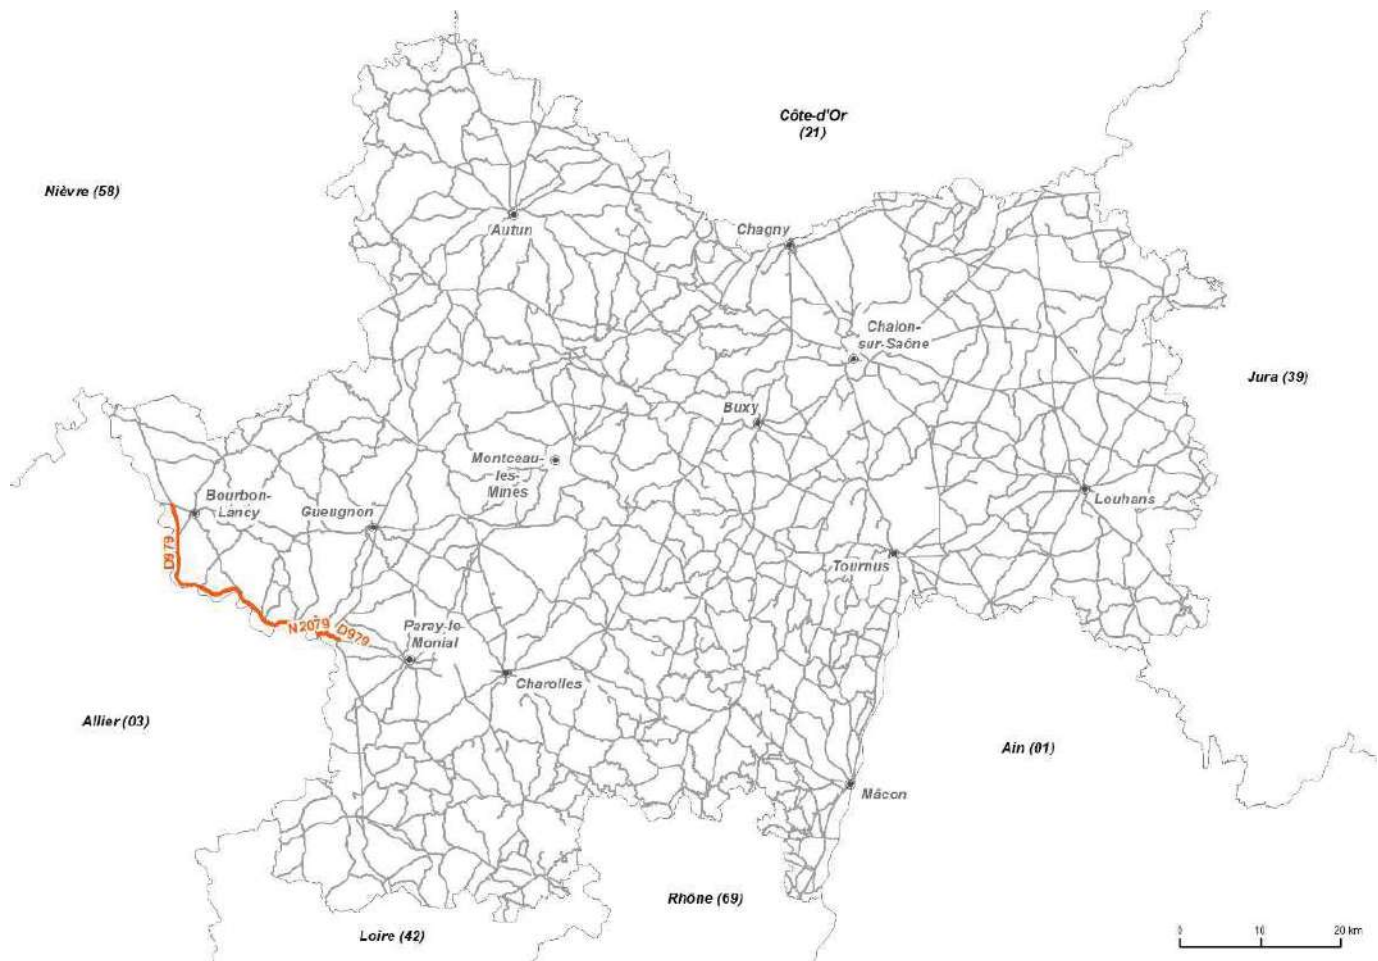 Côte-d'Or
(21)
Nièvre (58)
Autun
Chagny
Chalon-
sur-Saône
Jura (39)
Buxy
Montceau-
les-
Mines
Bourbon-
Lancy
Gueugnon
Louhans
D979
Tournus
N2079
D979
Paray-le-
Monial
Charolles
Allier (03)
Ain (01)
Mâcon
Rhône (69)
Loire (42)
0 10 20 km